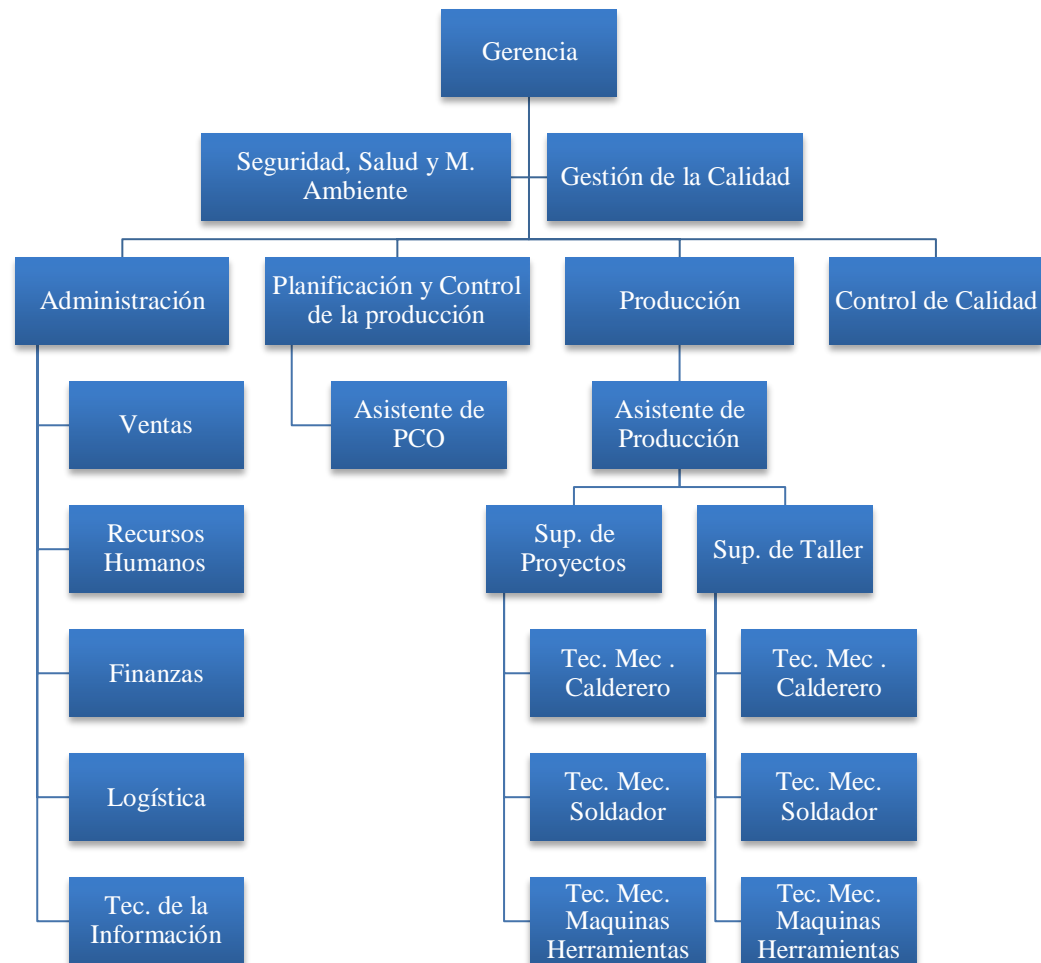 Gerencia
Seguridad, Salud y M.
Ambiente
Gestión de la Calidad
Administración
Planificación y Control
de la producción
Producción
Control de Calidad
Ventas
Asistente de
PCO
Asistente de
Producción
Recursos
Humanos
Sup. de
Proyectos
Sup. de Taller
Finanzas
Tec. Mec .
Calderero
Tec. Mec .
Calderero
Logística
Tec. Mec.
Soldador
Tec. Mec.
Soldador
Tec. de la
Información
Tec. Mec.
Maquinas
Herramientas
Tec. Mec.
Maquinas
Herramientas